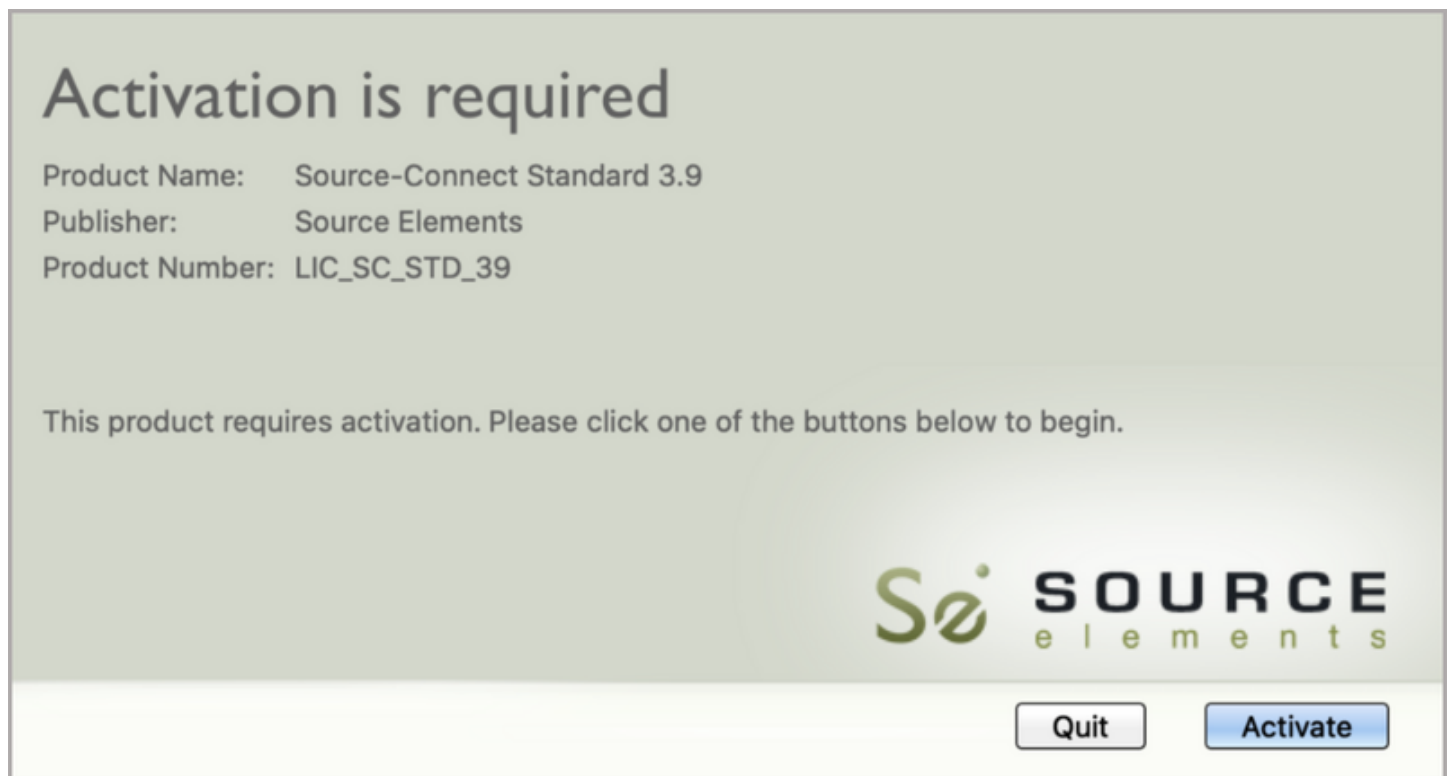 Activation is required
Product Name: Source-Connect Standard 3.9
Publisher: Source Elements
Product Number: LIC_SC_STD_39
This product requires activation. Please click one of the buttons below to begin.
Se SOURCE
elements
Quit Activate